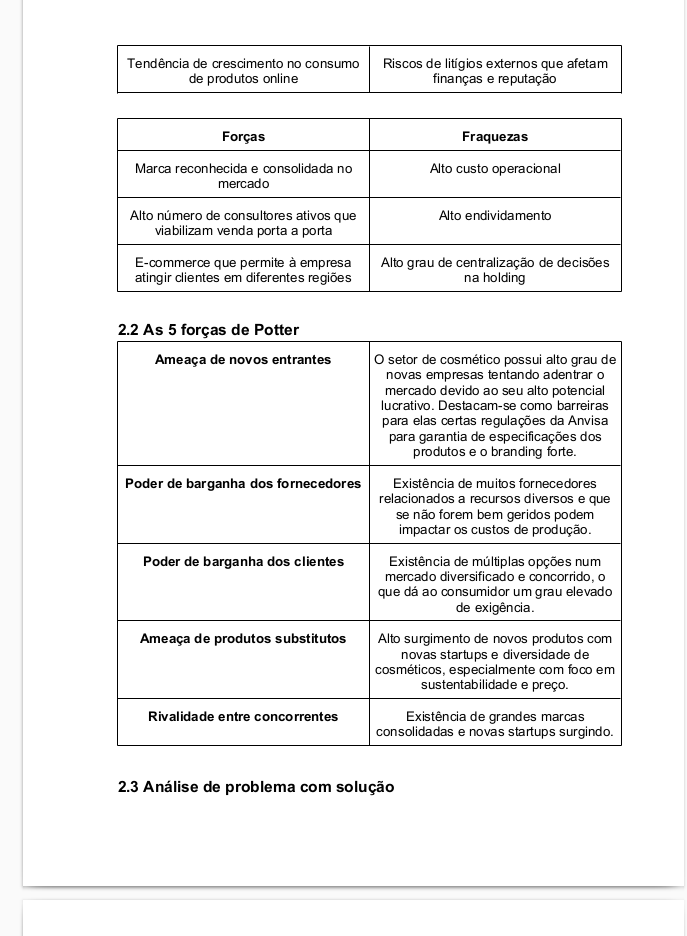 Tendência de crescimento no consumo
de produtos online
Riscos de litígios externos que afetam
finanças e reputação
Forças
Fraquezas
Marca reconhecida e consolidada no
mercado
Alto custo operacional
Alto número de consultores ativos que
viabilizam venda porta a porta
Alto endividamento
E-commerce que permite à empresa
atingir clientes em diferentes regiões
Alto grau de centralização de decisões
na holding
2.2 As 5 forças de Potter
Ameaça de novos entrantes
O setor de cosmético possui alto grau de
novas empresas tentando adentrar o
mercado devido ao seu alto potencial
lucrativo. Destacam-se como barreiras
para elas certas regulações da Anvisa
para garantia de especificações dos
produtos e o branding forte.
Poder de barganha dos fornecedores
Existência de muitos fornecedores
relacionados a recursos diversos e que
se não forem bem geridos podem
impactar os custos de produção.
Poder de barganha dos clientes
Existência de múltiplas opções num
mercado diversificado e concorrido, o
que dá ao consumidor um grau elevado
de exigência.
Ameaça de produtos substitutos
Alto surgimento de novos produtos com
novas startups e diversidade de
cosméticos, especialmente com foco em
sustentabilidade e preço.
Rivalidade entre concorrentes
Existência de grandes marcas
consolidadas e novas startups surgindo.
2.3 Análise de problema com solução